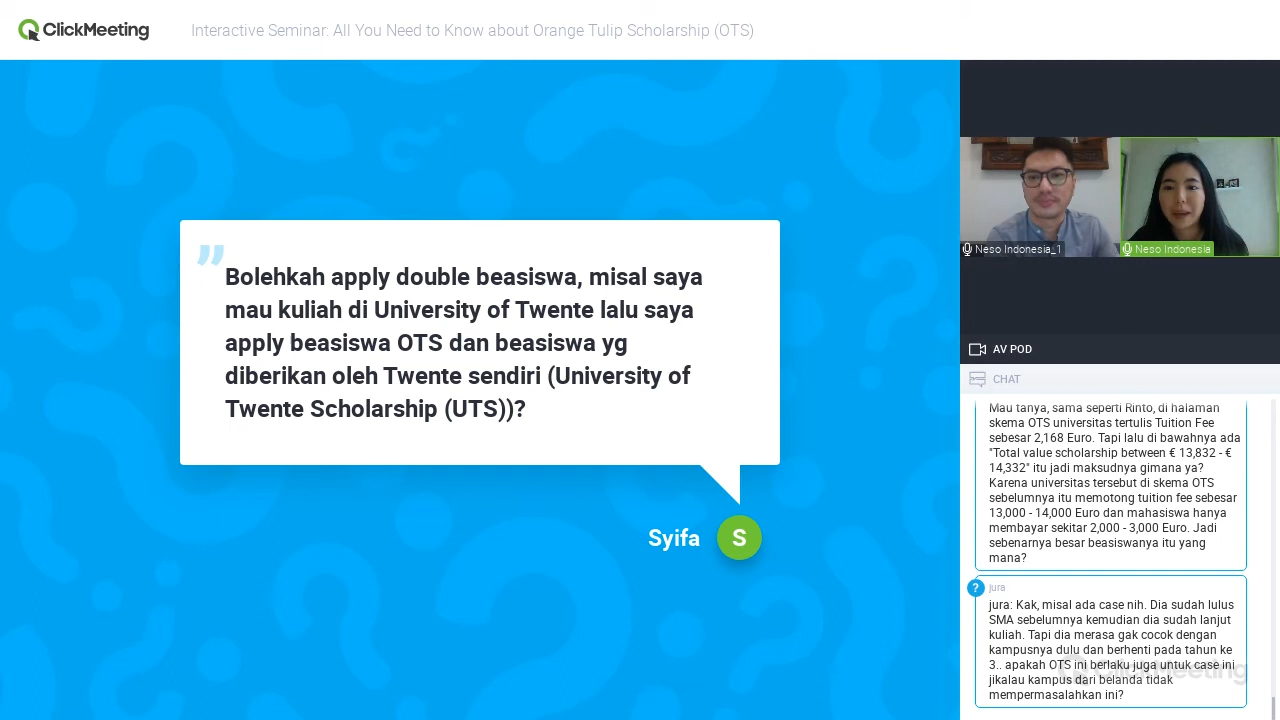 ClickMeeting
Interactive Seminar: All You Need to Know about Orange Tulip Scholarship (OTS)
Bolehkah apply double beasiswa, misal saya
mau kuliah di University of Twente lalu saya
apply beasiswa OTS dan beasiswa yg
diberikan oleh Twente sendiri (University of
Twente Scholarship (UTS))?
Syifa
S
Neso Indonesia_1
Neso Indonesia
AV POD
CHAT
Mau tanya, sama seperti Rinto, di halaman
skema OTS universitas tertulis Tuition Fee
sebesar 2,168 Euro. Tapi lalu di bawahnya ada
"Total value scholarship between € 13,832 - €
14,332" itu jadi maksudnya gimana ya?
Karena universitas tersebut di skema OTS
sebelumnya itu memotong tuition fee sebesar
13,000 - 14,000 Euro dan mahasiswa hanya
membayar sekitar 2,000 - 3,000 Euro. Jadi
sebenarnya besar beasiswanya itu yang
mana?
?
jura
jura: Kak, misal ada case nih. Dia sudah lulus
SMA sebelumnya kemudian dia sudah lanjut
kuliah. Tapi dia merasa gak cocok dengan
kampusnya dulu dan berhenti pada tahun ke
3.. apakah OTS ini berlaku juga untuk case ini
jikalau kampus dari belanda tidak
mempermasalahkan ini?
ClickMeeting